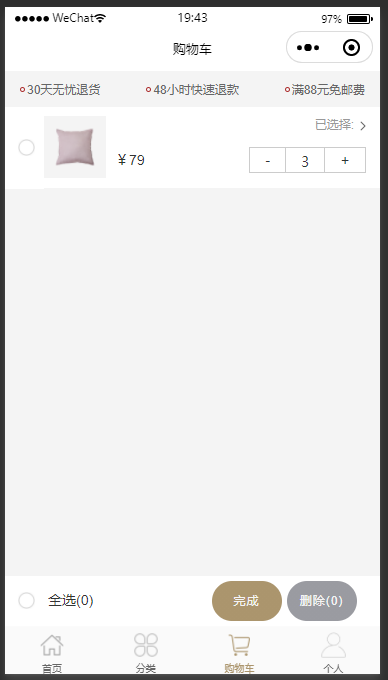 WeChat 19:43 97%
购物车
30天无忧退货 48小时快速退款 满88元免邮费
已选择:
￥79 - 3 +
全选(0) 完成 删除(0)
首页 分类 购物车 个人